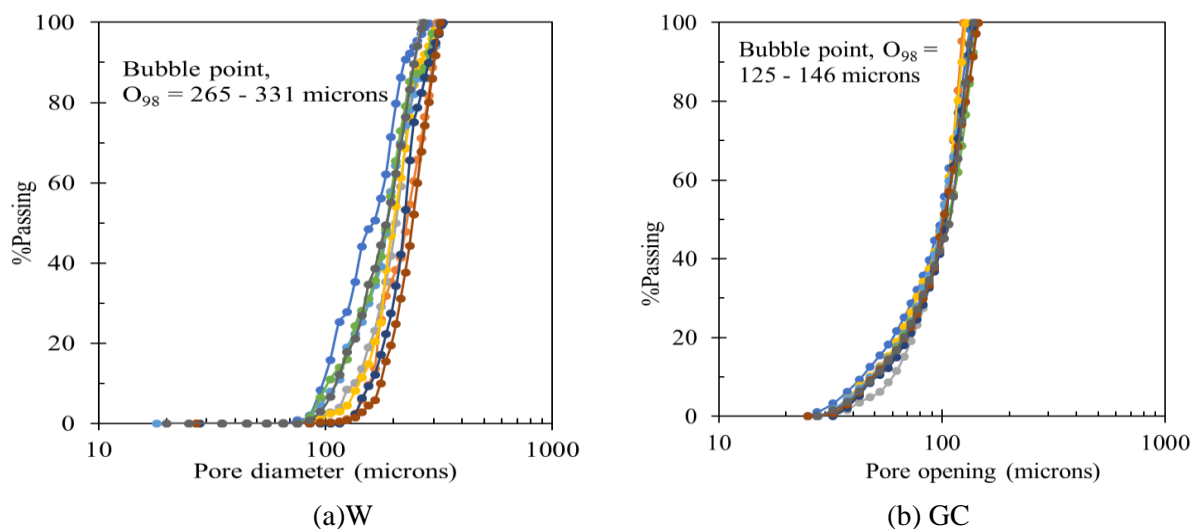 100
80
60
40
20
0
%Passing
Bubble point,
O₉₈ = 265 - 331 microns
10
100
1000
Pore diameter (microns)
(a)W
100
80
60
40
20
0
%Passing
Bubble point, O₉₈ =
125 - 146 microns
10
100
1000
Pore opening (microns)
(b) GC